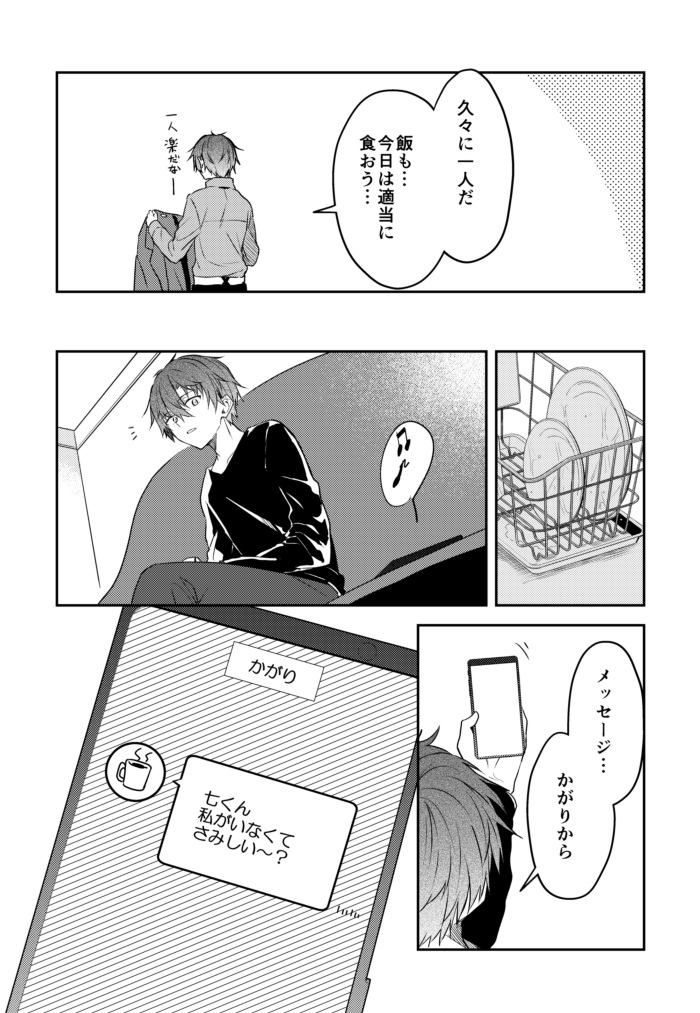 久々に一人だ
飯も…
今日は適当に
食おう…
一人
楽だなー
メッセージ…
かがりから
かがり
七くん
私がいなくて
さみしい〜？